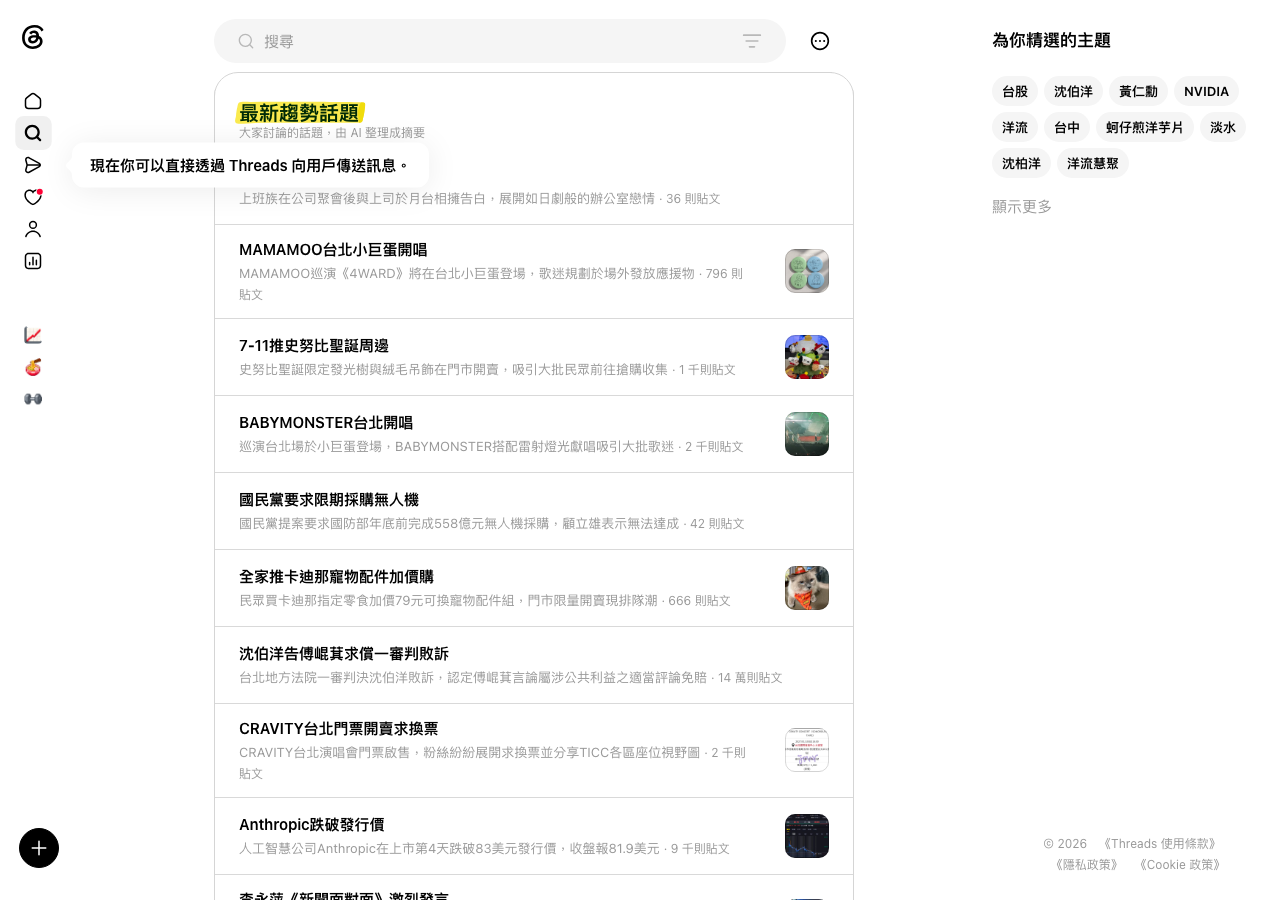 搜尋
最新趨勢話題
大家討論的話題，由 AI 整理成摘要
現在你可以直接透過 Threads 向用戶傳送訊息。
上班族在公司聚會後與上司於月台相擁告白，展開如日劇般的辦公室戀情 · 36 則貼文
MAMAMOO台北小巨蛋開唱
MAMAMOO巡演《4WARD》將在台北小巨蛋登場，歌迷規劃於場外發放應援物 · 796 則
貼文
7-11推史努比聖誕周邊
史努比聖誕限定發光樹與絨毛吊飾在門市開賣，吸引大批民眾前往搶購收集 · 1 千則貼文
BABYMONSTER台北開唱
巡演台北場於小巨蛋登場，BABYMONSTER搭配雷射燈光獻唱吸引大批歌迷 · 2 千則貼文
國民黨要求限期採購無人機
國民黨提案要求國防部年底前完成558億元無人機採購，顧立雄表示無法達成 · 42 則貼文
全家推卡迪那寵物配件加價購
民眾買卡迪那指定零食加價79元可換寵物配件組，門市限量開賣現排隊潮 · 666 則貼文
沈伯洋告傅崐萁求償一審判敗訴
台北地方法院一審判決沈伯洋敗訴，認定傅崐萁言論屬涉公共利益之適當評論免賠 · 14 萬則貼文
CRAVITY台北門票開賣求換票
CRAVITY台北演唱會門票啟售，粉絲紛紛展開求換票並分享TICC各區座位視野圖 · 2 千則
貼文
Anthropic跌破發行價
人工智慧公司Anthropic在上市第4天跌破83美元發行價，收盤報81.9美元 · 9 千則貼文
李永萍《新聞面對面》激烈發言
為你精選的主題
台股 沈伯洋 黃仁勳 NVIDIA
洋流 台中 蚵仔煎洋芋片 淡水
沈柏洋 洋流慧聚
顯示更多
© 2026 《Threads 使用條款》
《隱私政策》 《Cookie 政策》